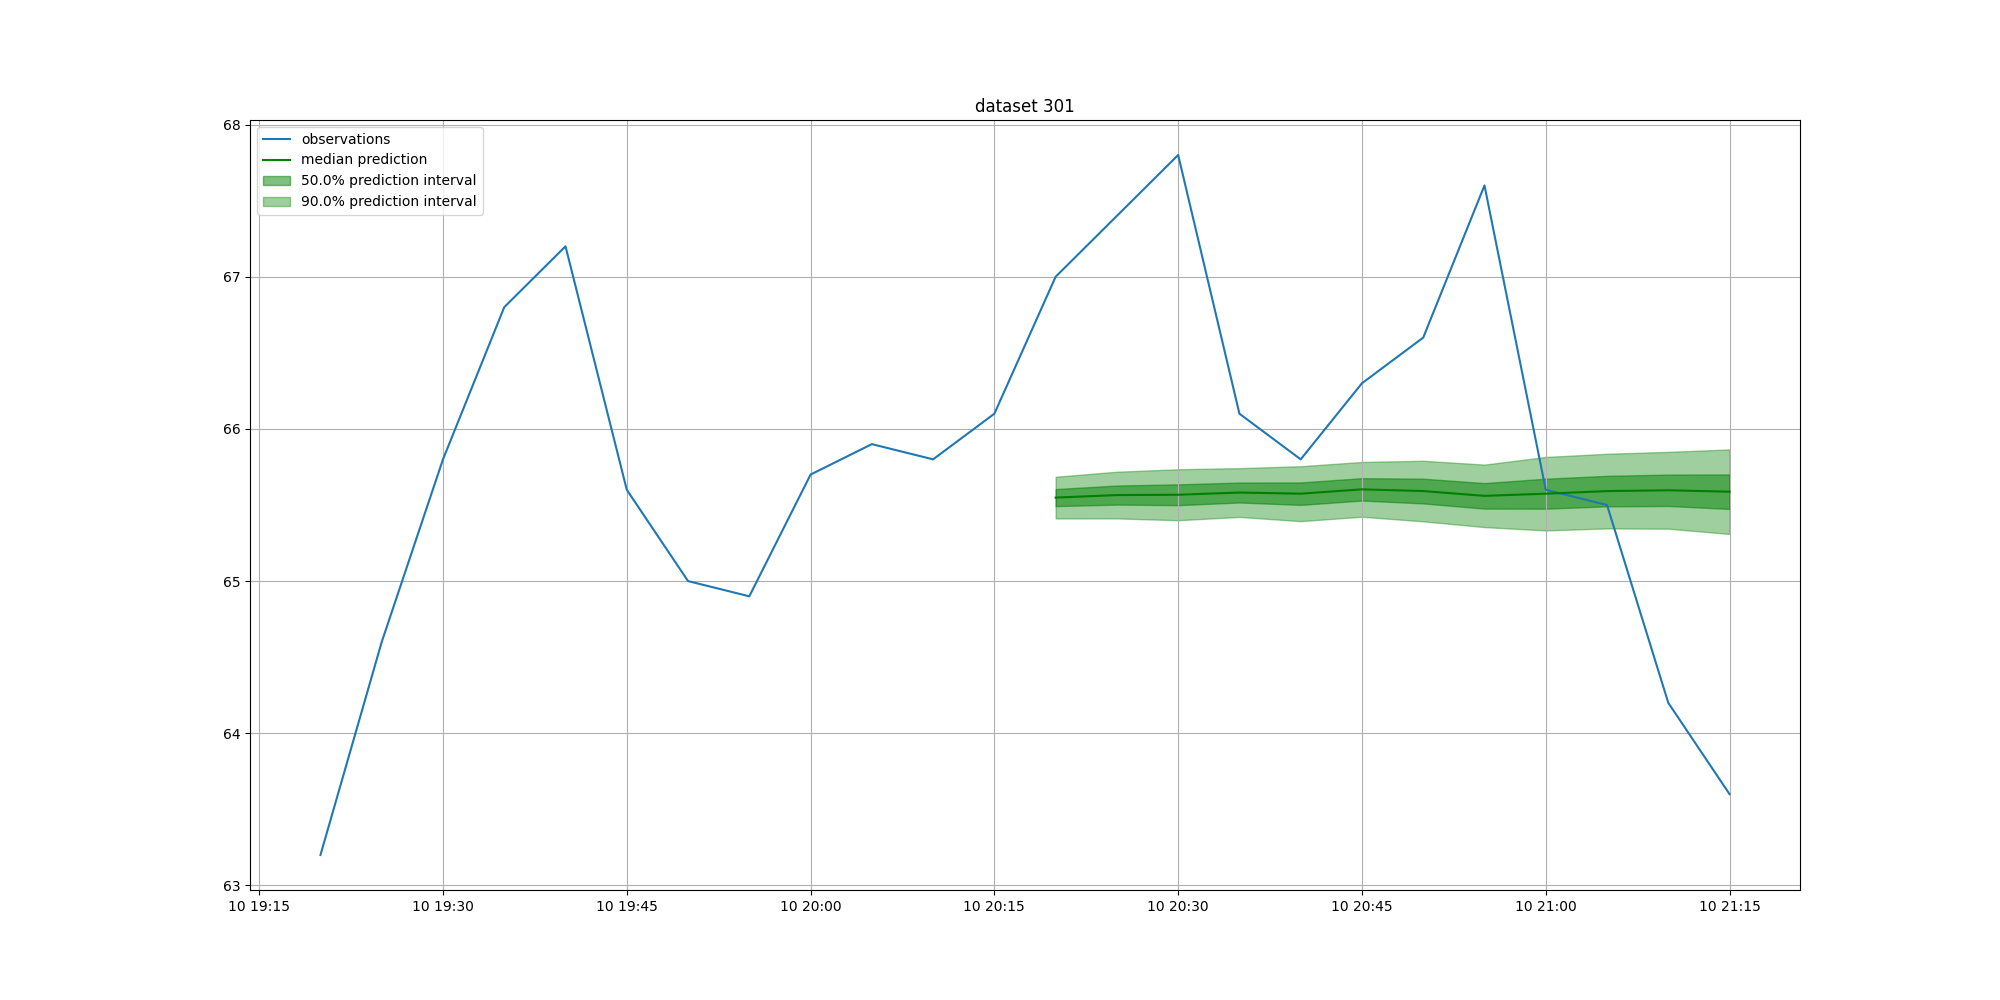 dataset 301
68
67
66
65
64
63
observations
median prediction
50.0% prediction interval
90.0% prediction interval
10 19:15 10 19:30 10 19:45 10 20:00 10 20:15 10 20:30 10 20:45 10 21:00 10 21:15